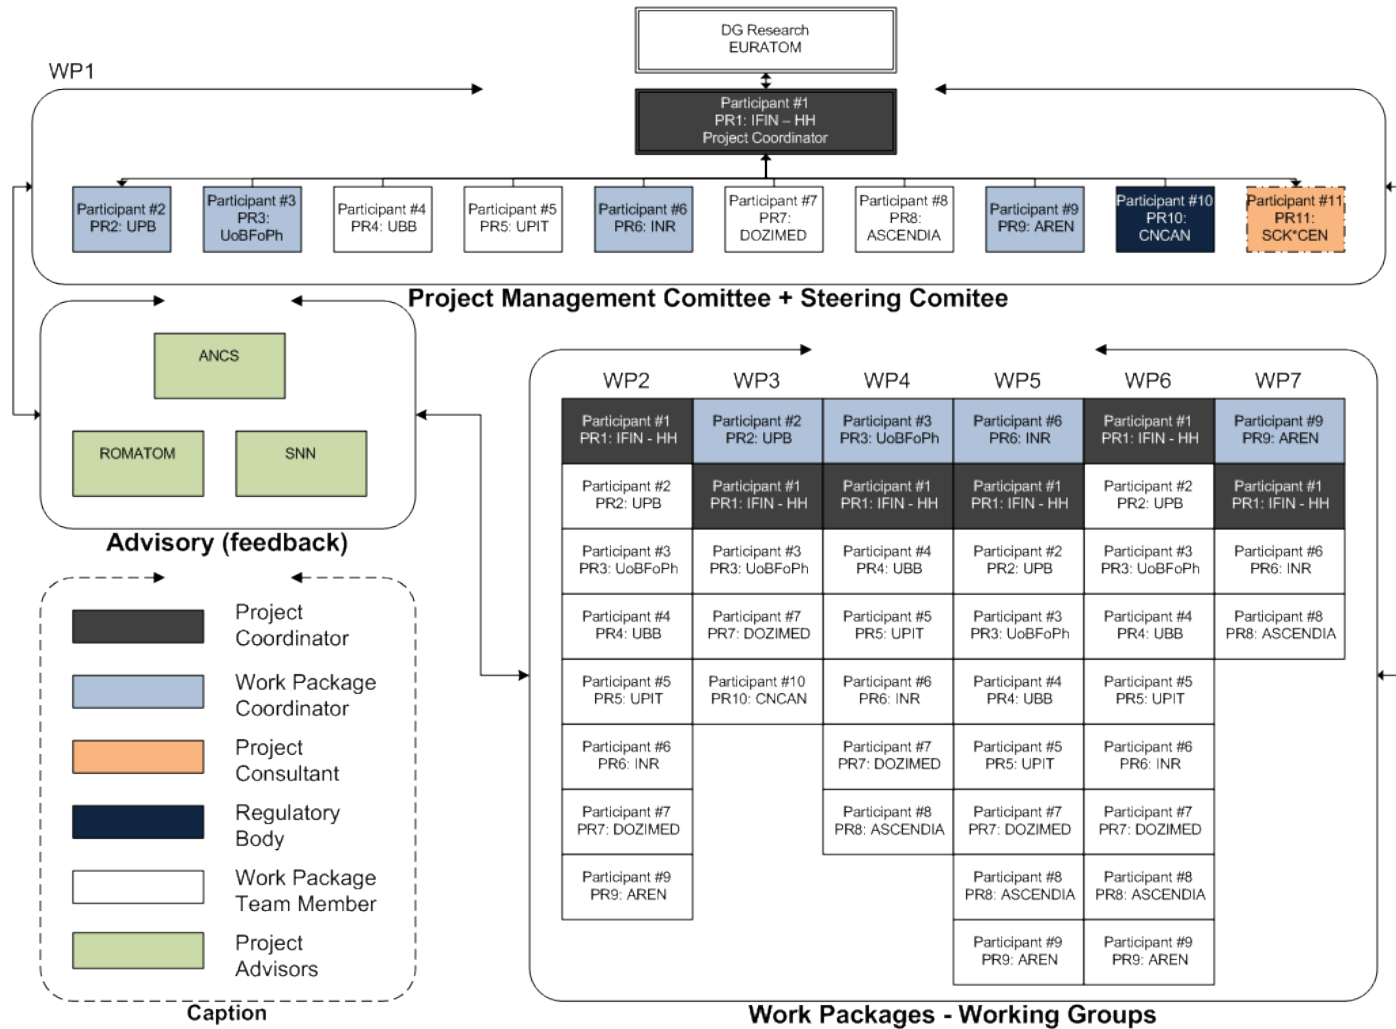 DG Research
EURATOM
WP1
Participant #1
PR1: IFIN – HH
Project Coordinator
Participant #2
PR2: UPB
Participant #3
PR3:
UoBFoPh
Participant #4
PR4: UBB
Participant #5
PR5: UPIT
Participant #6
PR6: INR
Participant #7
PR7:
DOZIMED
Participant #8
PR8:
ASCENDIA
Participant #9
PR9: AREN
Participant #10
PR10:
CNCAN
Participant #11
PR11:
SCK*CEN
Project Management Comittee + Steering Comitee
ANCS
ROMATOM
SNN
Advisory (feedback)
Project
Coordinator
Work Package
Coordinator
Project
Consultant
Regulatory
Body
Work Package
Team Member
Project
Advisors
Caption
WP2
Participant #1
PR1: IFIN - HH
Participant #2
PR2: UPB
Participant #3
PR3: UoBFoPh
Participant #4
PR4: UBB
Participant #5
PR5: UPIT
Participant #6
PR6: INR
Participant #7
PR7: DOZIMED
Participant #9
PR9: AREN
WP3
Participant #2
PR2: UPB
Participant #1
PR1: IFIN - HH
Participant #3
PR3: UoBFoPh
Participant #7
PR7: DOZIMED
Participant #10
PR10: CNCAN
WP4
Participant #3
PR3: UoBFoPh
Participant #1
PR1: IFIN - HH
Participant #4
PR4: UBB
Participant #5
PR5: UPIT
Participant #6
PR6: INR
Participant #7
PR7: DOZIMED
Participant #8
PR8: ASCENDIA
WP5
Participant #6
PR6: INR
Participant #1
PR1: IFIN - HH
Participant #2
PR2: UPB
Participant #3
PR3: UoBFoPh
Participant #4
PR4: UBB
Participant #5
PR5: UPIT
Participant #7
PR7: DOZIMED
Participant #8
PR8: ASCENDIA
Participant #9
PR9: AREN
WP6
Participant #1
PR1: IFIN - HH
Participant #2
PR2: UPB
Participant #3
PR3: UoBFoPh
Participant #4
PR4: UBB
Participant #5
PR5: UPIT
Participant #6
PR6: INR
Participant #7
PR7: DOZIMED
Participant #8
PR8: ASCENDIA
Participant #9
PR9: AREN
WP7
Participant #9
PR9: AREN
Participant #1
PR1: IFIN - HH
Participant #6
PR6: INR
Participant #8
PR8: ASCENDIA
Work Packages - Working Groups